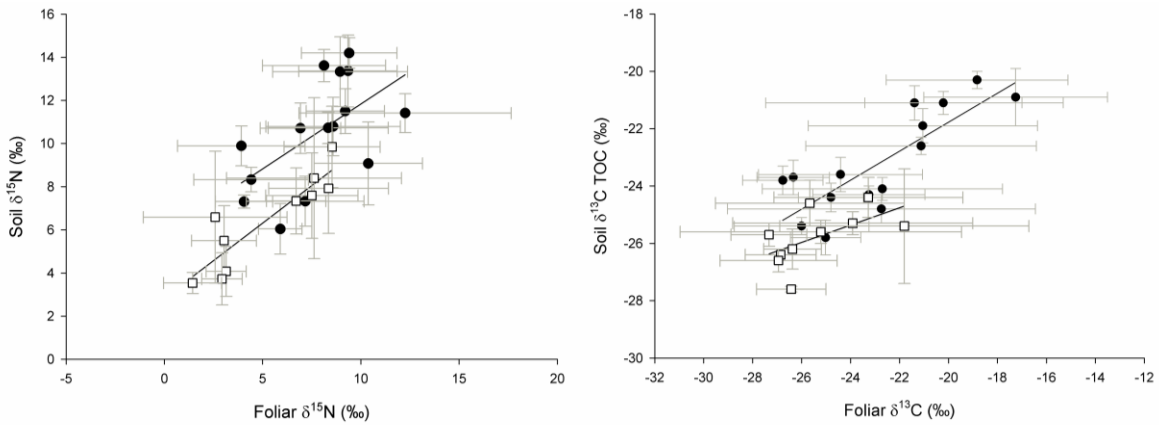 16
14
12
10
8
6
4
2
0
-5 0 5 10 15 20
Foliar δ¹⁵N (‰)
Soil δ¹⁵N (‰)
-18
-20
-22
-24
-26
-28
-30
-32 -30 -28 -26 -24 -22 -20 -18 -16 -14 -12
Foliar δ¹³C (‰)
Soil δ¹³C TOC (‰)